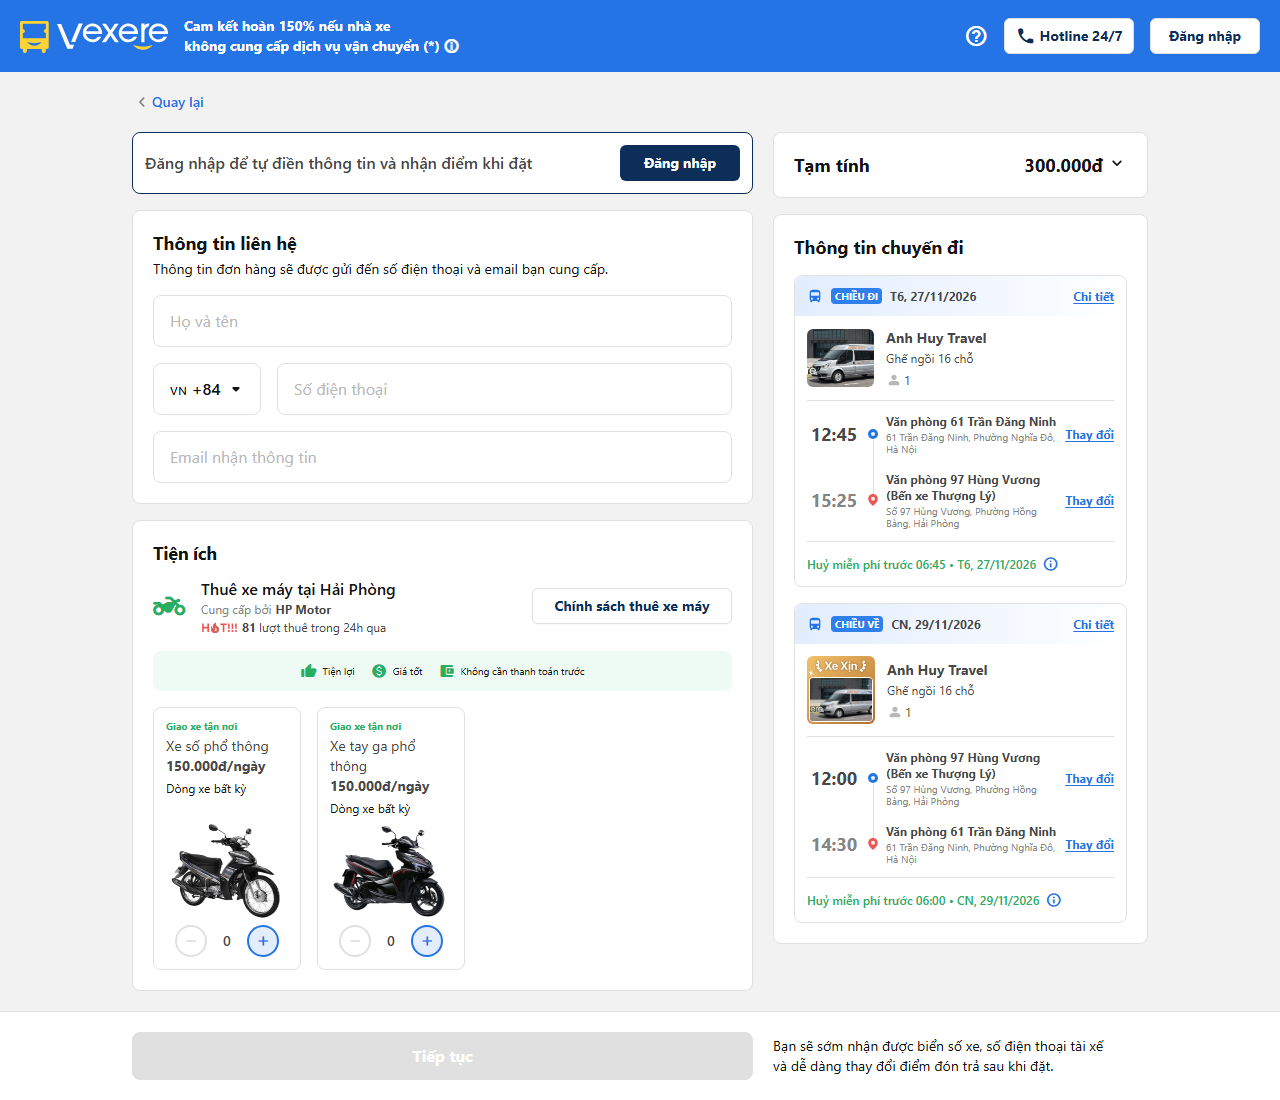 vexere
Cam kết hoàn 150% nếu nhà xe
không cung cấp dịch vụ vận chuyển (*)
Hotline 24/7
Đăng nhập
Quay lại
Đăng nhập để tự điền thông tin và nhận điểm khi đặt
Đăng nhập
Thông tin liên hệ
Thông tin đơn hàng sẽ được gửi đến số điện thoại và email bạn cung cấp.
Họ và tên
VN +84
Số điện thoại
Email nhận thông tin
Tiện ích
Thuê xe máy tại Hải Phòng
Cung cấp bởi HP Motor
HOT!!! 81 lượt thuê trong 24h qua
Chính sách thuê xe máy
Tiện lợi
Giá tốt
Không cần thanh toán trước
Giao xe tận nơi
Xe số phổ thông
150.000đ/ngày
Dòng xe bất kỳ
0
Giao xe tận nơi
Xe tay ga phổ
thông
150.000đ/ngày
Dòng xe bất kỳ
0
Tạm tính
300.000đ
Thông tin chuyến đi
CHIỀU ĐI
T6, 27/11/2026
Chi tiết
Anh Huy Travel
Ghế ngồi 16 chỗ
1
12:45
Văn phòng 61 Trần Đăng Ninh
61 Trần Đăng Ninh, Phường Nghĩa Đô,
Hà Nội
Thay đổi
15:25
Văn phòng 97 Hùng Vương
(Bến xe Thượng Lý)
Số 97 Hùng Vương, Phường Hồng
Bàng, Hải Phòng
Thay đổi
Huỷ miễn phí trước 06:45 • T6, 27/11/2026
CHIỀU VỀ
CN, 29/11/2026
Chi tiết
Xe Xịn
Anh Huy Travel
Ghế ngồi 16 chỗ
1
12:00
Văn phòng 97 Hùng Vương
(Bến xe Thượng Lý)
Số 97 Hùng Vương, Phường Hồng
Bàng, Hải Phòng
Thay đổi
14:30
Văn phòng 61 Trần Đăng Ninh
61 Trần Đăng Ninh, Phường Nghĩa Đô,
Hà Nội
Thay đổi
Huỷ miễn phí trước 06:00 • CN, 29/11/2026
Tiếp tục
Bạn sẽ sớm nhận được biển số xe, số điện thoại tài xế
và dễ dàng thay đổi điểm đón trả sau khi đặt.